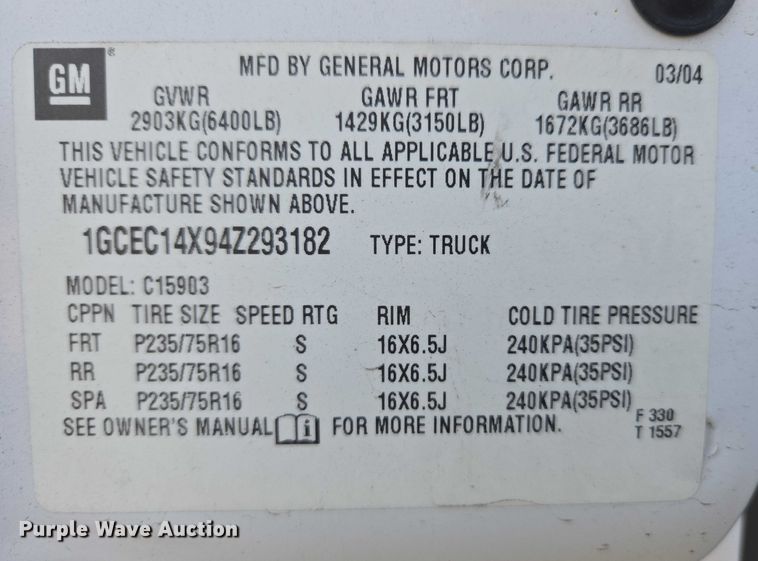 GM
MFD BY GENERAL MOTORS CORP. 03/04
GVWR GAWR FRT GAWR RR
2903KG(6400LB) 1429KG(3150LB) 1672KG(3686LB)
THIS VEHICLE CONFORMS TO ALL APPLICABLE U.S. FEDERAL MOTOR
VEHICLE SAFETY STANDARDS IN EFFECT ON THE DATE OF
MANUFACTURE SHOWN ABOVE.
1GCEC14X94Z293182 TYPE: TRUCK
MODEL: C15903
CPPN TIRE SIZE SPEED RTG RIM COLD TIRE PRESSURE
FRT P235/75R16 S 16X6.5J 240KPA(35PSI)
RR P235/75R16 S 16X6.5J 240KPA(35PSI)
SPA P235/75R16 S 16X6.5J 240KPA(35PSI)
SEE OWNER'S MANUAL i FOR MORE INFORMATION.
F 330
T 1557
Purple Wave Auction